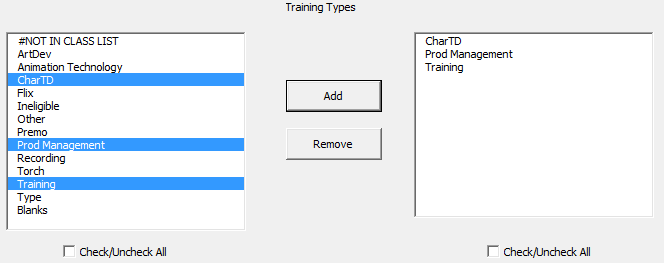 Training Types
#NOT IN CLASS LIST
ArtDev
Animation Technology
CharTD
Flix
Ineligible
Other
Premo
Prod Management
Recording
Torch
Training
Type
Blanks
Check/Uncheck All
Add
Remove
CharTD
Prod Management
Training
Check/Uncheck All